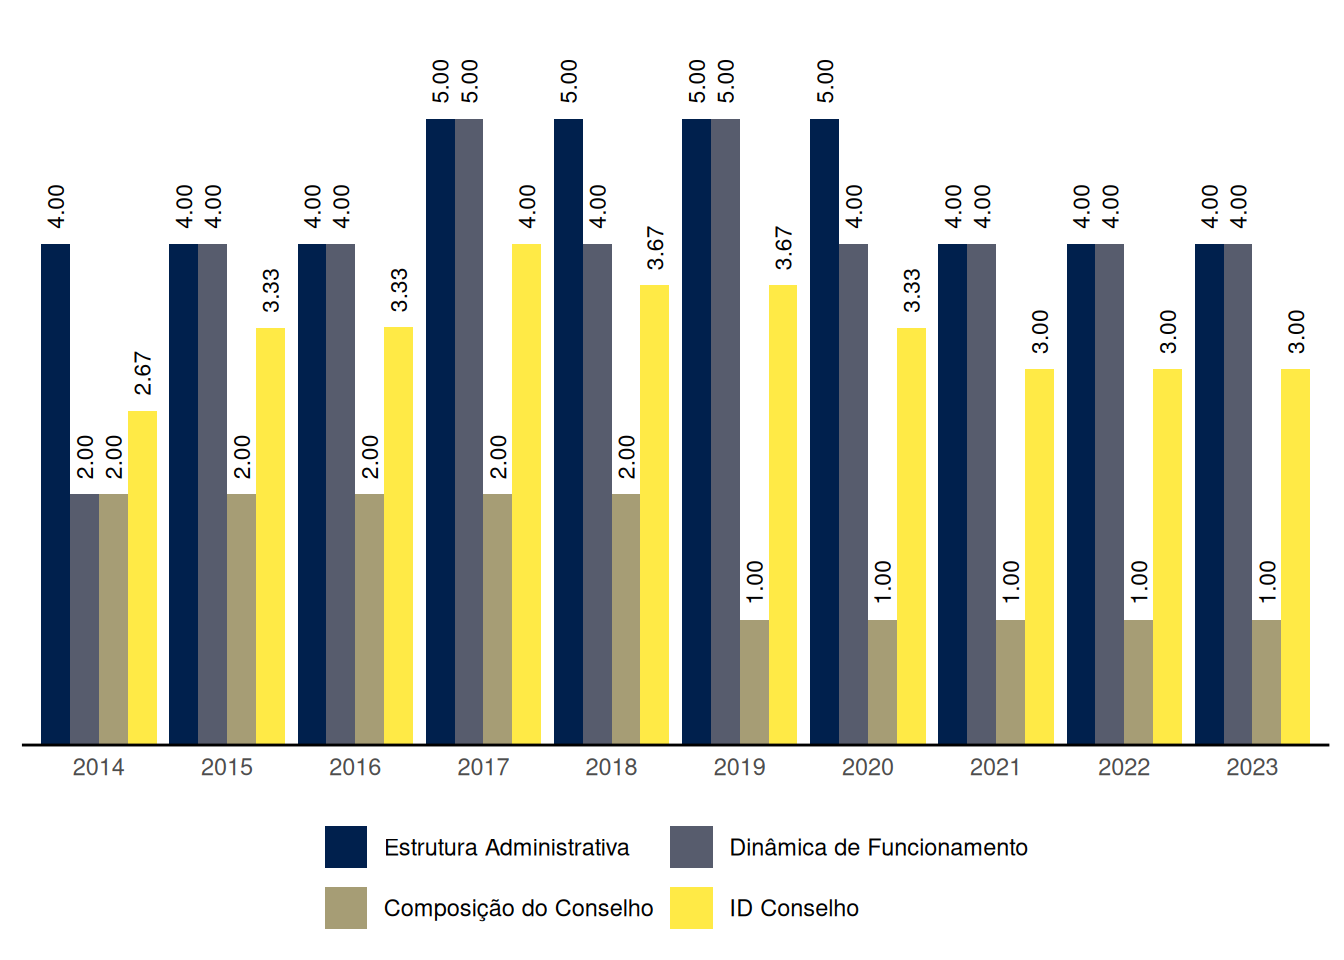 5.00 5.00 5.00 5.00 5.00 5.00
4.00 4.00 4.00 4.00 4.00 4.00 4.00 4.00 4.00 4.00 4.00 4.00 4.00 4.00
3.67 3.67
3.33 3.33 3.33
3.00 3.00 3.00
2.67
2.00 2.00 2.00 2.00 2.00 2.00
1.00 1.00 1.00 1.00 1.00
2014 2015 2016 2017 2018 2019 2020 2021 2022 2023
Estrutura Administrativa Dinâmica de Funcionamento
Composição do Conselho ID Conselho